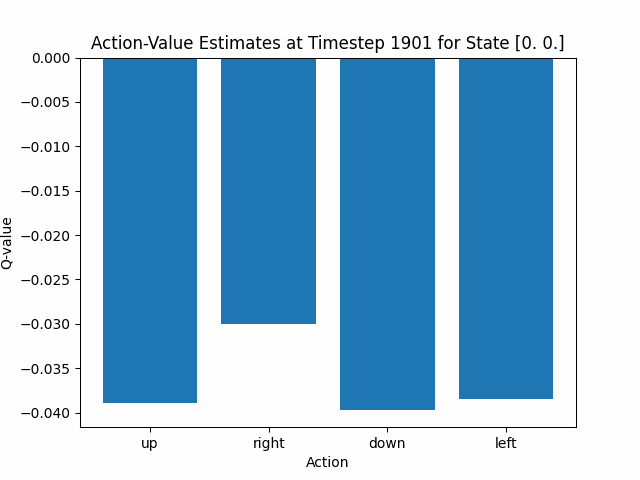 Action-Value Estimates at Timestep 1901 for State [0. 0.]
0.000
−0.005
−0.010
−0.015
−0.020
−0.025
−0.030
−0.035
−0.040
Q-value
up right down left
Action